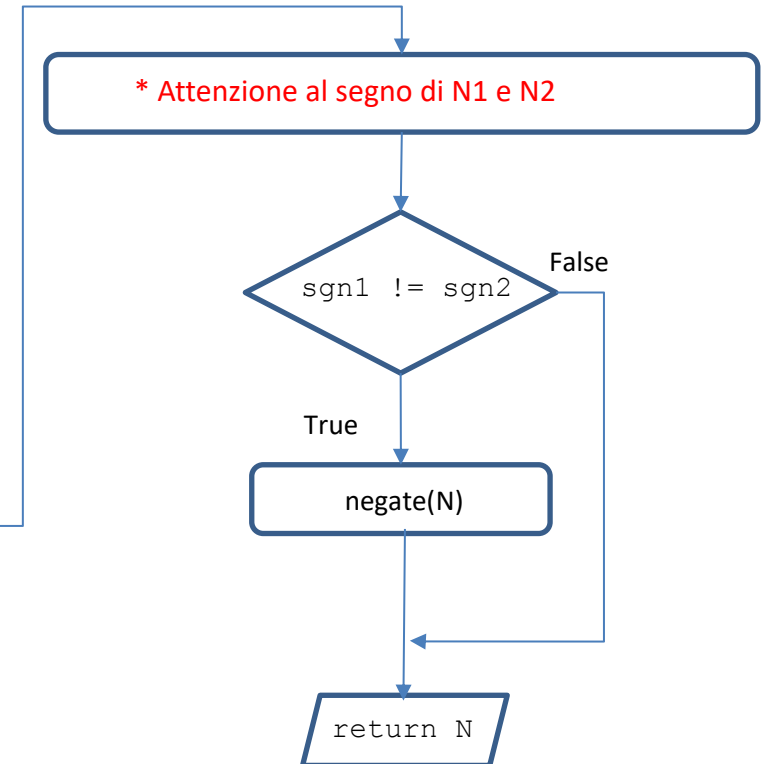 * Attenzione al segno di N1 e N2
False
sgn1 != sgn2
True
negate(N)
return N